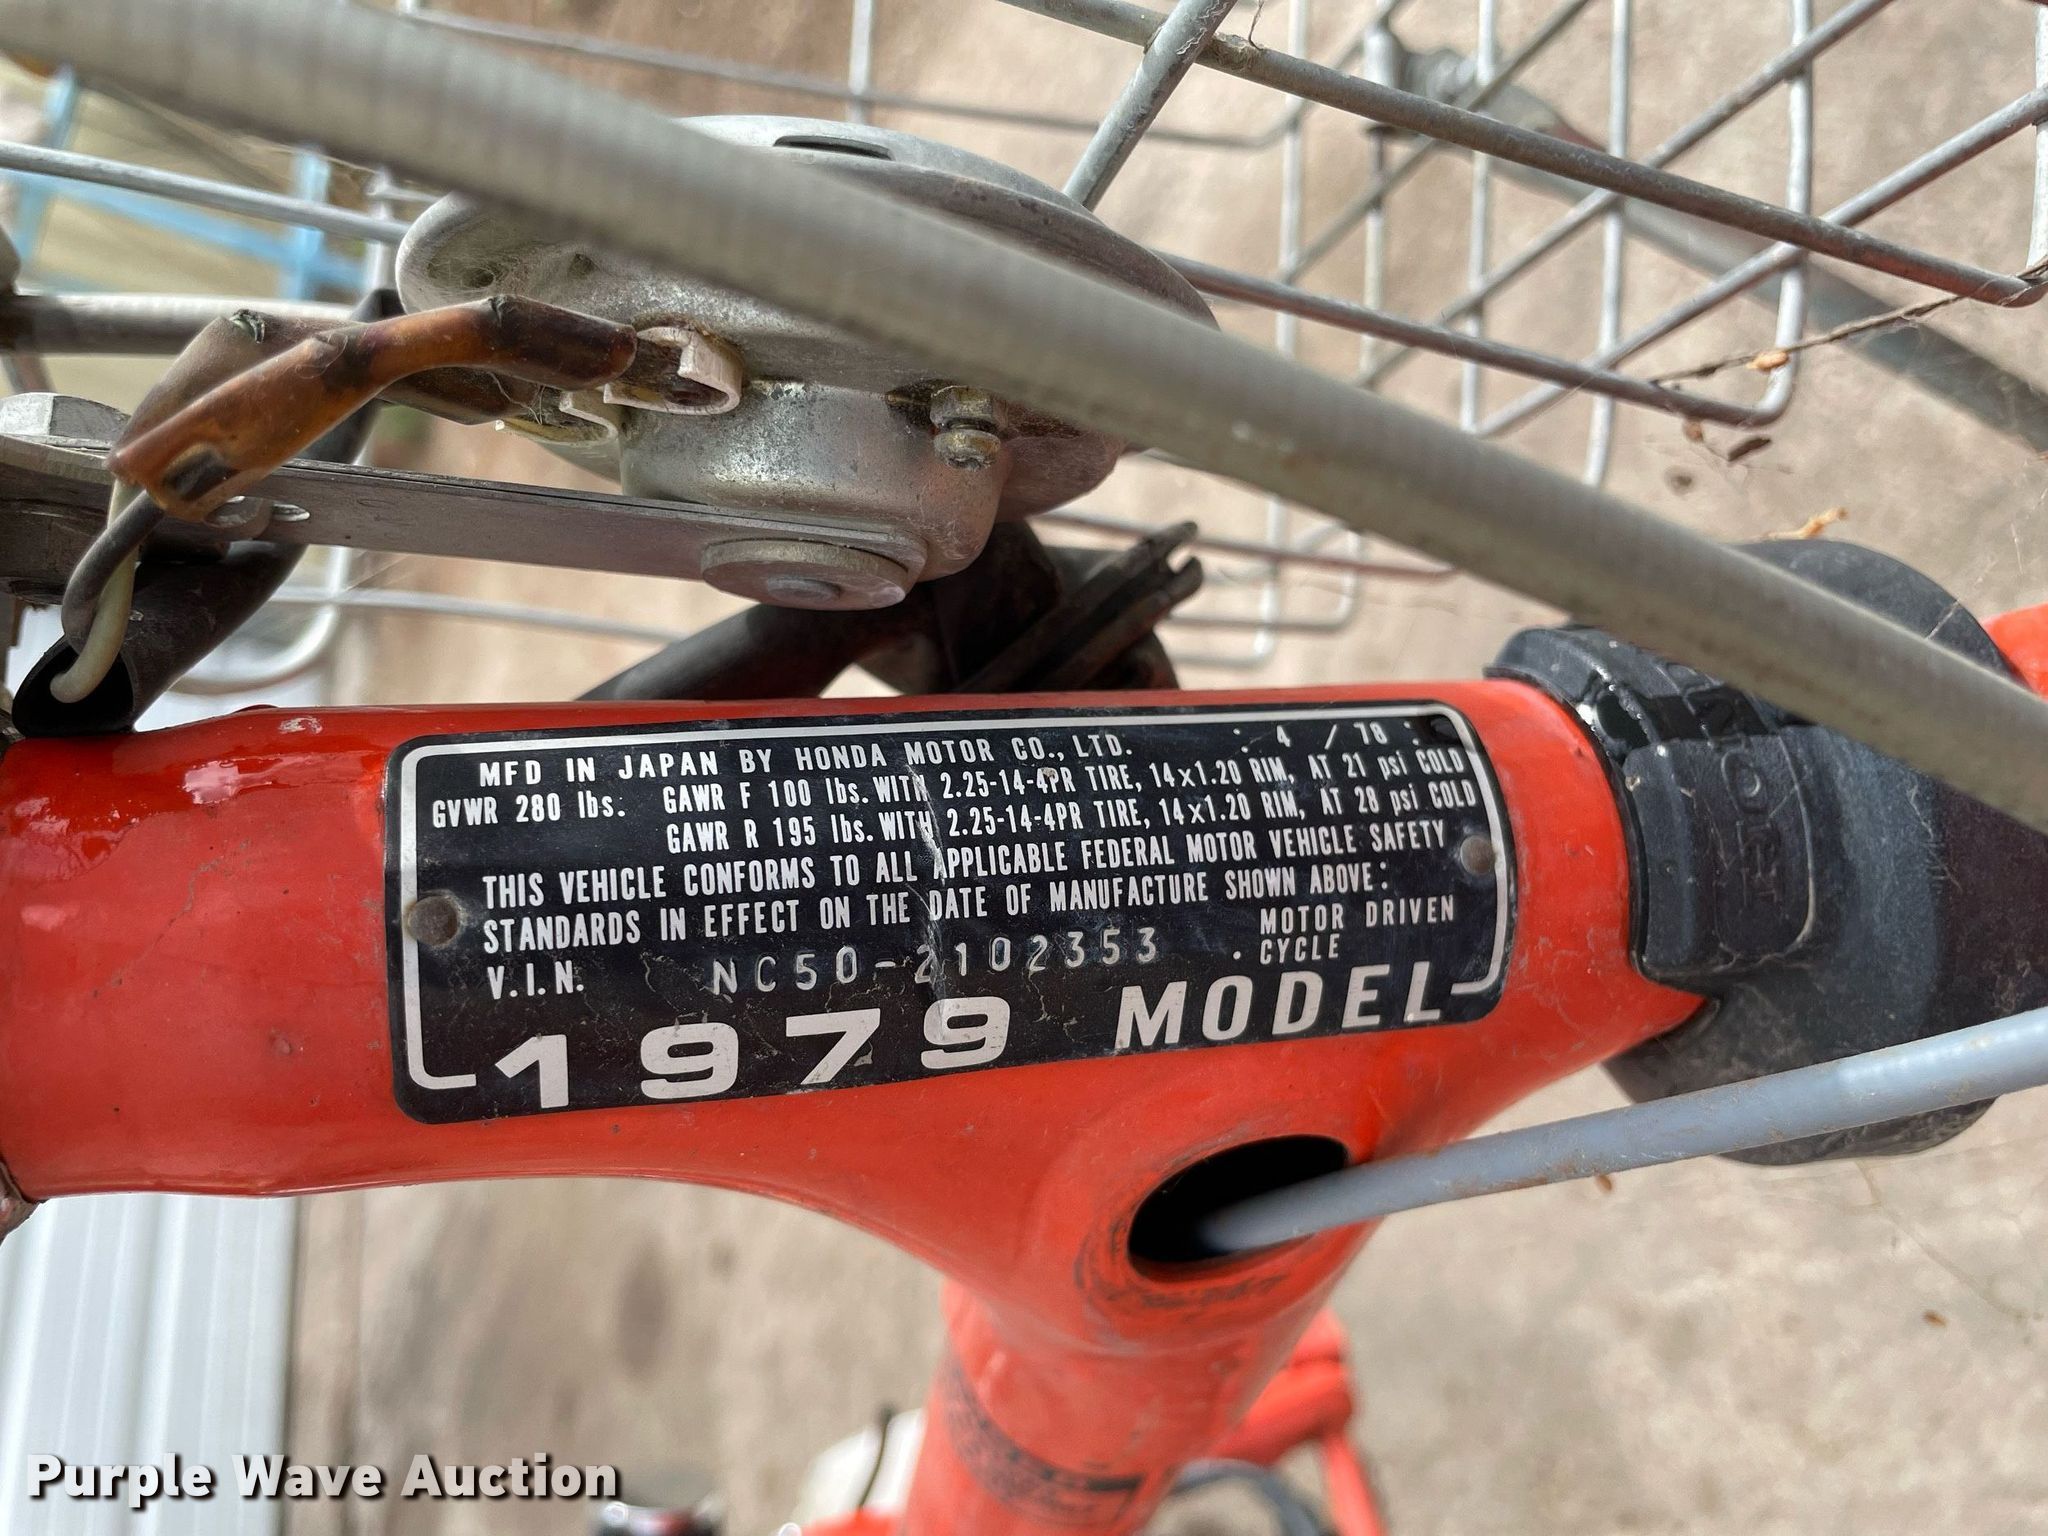 MFD IN JAPAN BY HONDA MOTOR CO., LTD. : 4 / 78 :
GVWR 280 lbs. GAWR F 100 lbs. WITH 2.25-14-4PR TIRE, 14x1.20 RIM, AT 21 psi COLD
GAWR R 195 lbs. WITH 2.25-14-4PR TIRE, 14x1.20 RIM, AT 28 psi COLD
THIS VEHICLE CONFORMS TO ALL APPLICABLE FEDERAL MOTOR VEHICLE SAFETY
STANDARDS IN EFFECT ON THE DATE OF MANUFACTURE SHOWN ABOVE:
V.I.N. NC50-2102353 . MOTOR DRIVEN
CYCLE
1979 MODEL
Purple Wave Auction